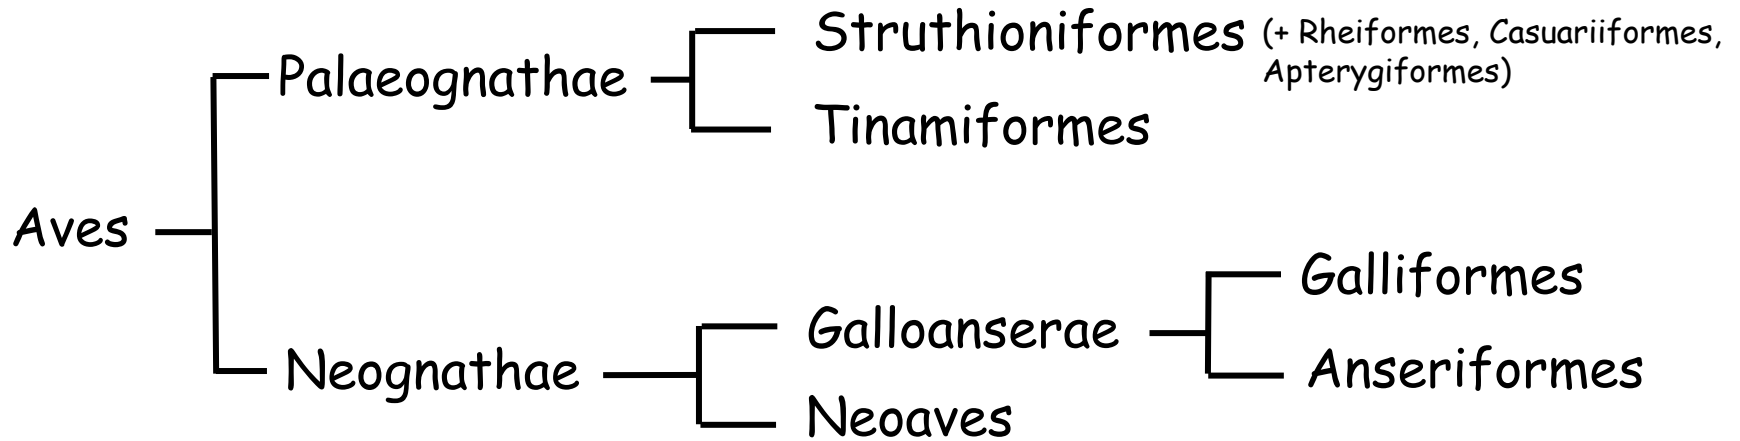 Struthioniformes (+ Rheiformes, Casuariiformes,
Apterygiformes)
Palaeognathae
Tinamiformes
Aves
Galliformes
Galloanserae
Anseriformes
Neognathae
Neoaves